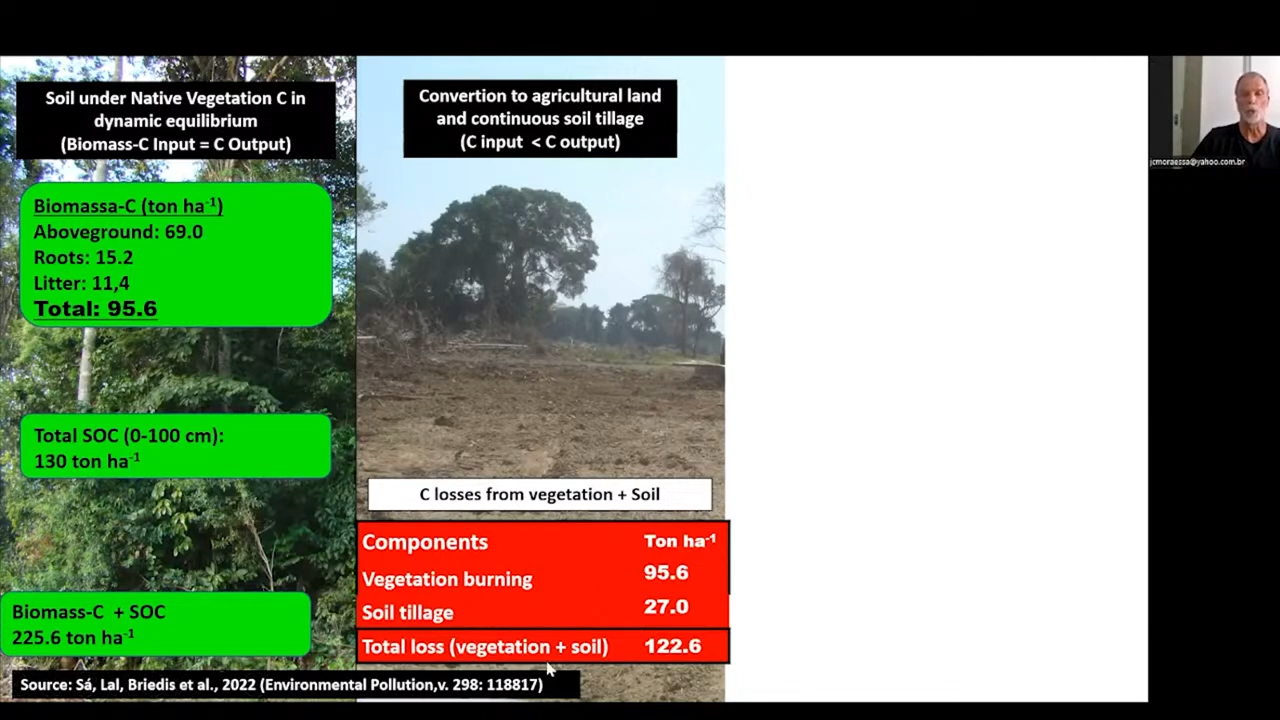 Soil under Native Vegetation C in
dynamic equilibrium
(Biomass-C Input = C Output)
Biomassa-C (ton ha⁻¹)
Aboveground: 69.0
Roots: 15.2
Litter: 11,4
Total: 95.6
Total SOC (0-100 cm):
130 ton ha⁻¹
Biomass-C + SOC
225.6 ton ha⁻¹
Convertion to agricultural land
and continuous soil tillage
(C input < C output)
C losses from vegetation + Soil
Components Ton ha⁻¹
Vegetation burning 95.6
Soil tillage 27.0
Total loss (vegetation + soil) 122.6
Source: Sá, Lal, Briedis et al., 2022 (Environmental Pollution,v. 298: 118817)
jcmoraessa@yahoo.com.br